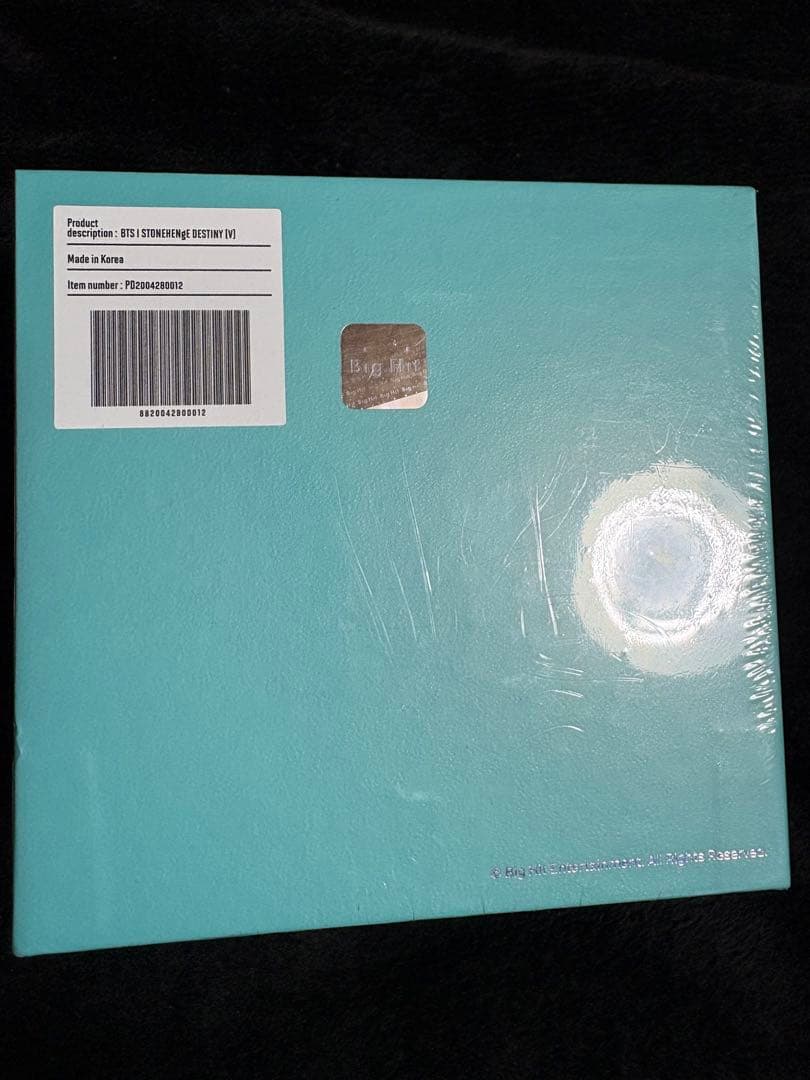 Product
description : BTS | STONEHENgE DESTINY [V]
Made in Korea
Item number : PD2004280012
8820042800012
Big Hit
© Big Hit Entertainment. All Rights Reserved.